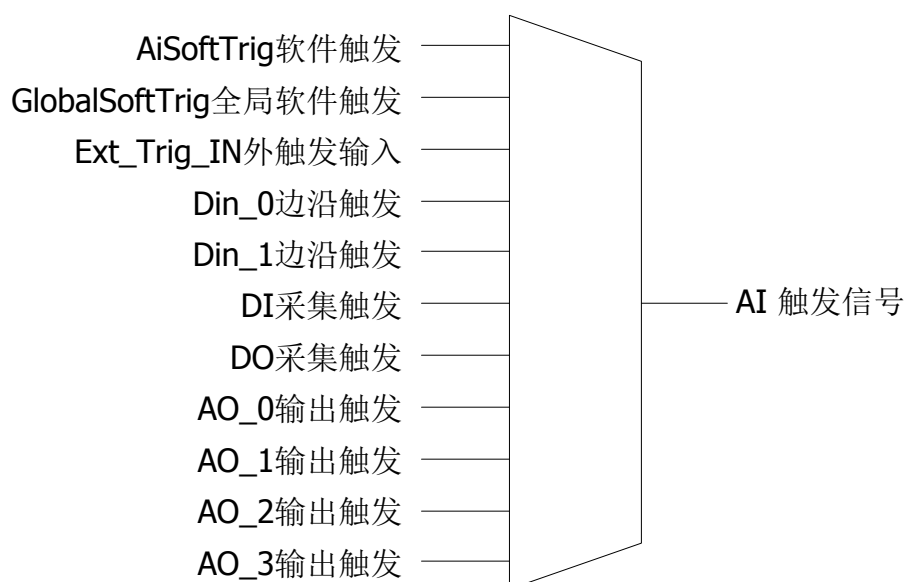 AiSoftTrig软件触发
GlobalSoftTrig全局软件触发
Ext_Trig_IN外触发输入
Din_0边沿触发
Din_1边沿触发
DI采集触发
DO采集触发
AO_0输出触发
AO_1输出触发
AO_2输出触发
AO_3输出触发
AI 触发信号